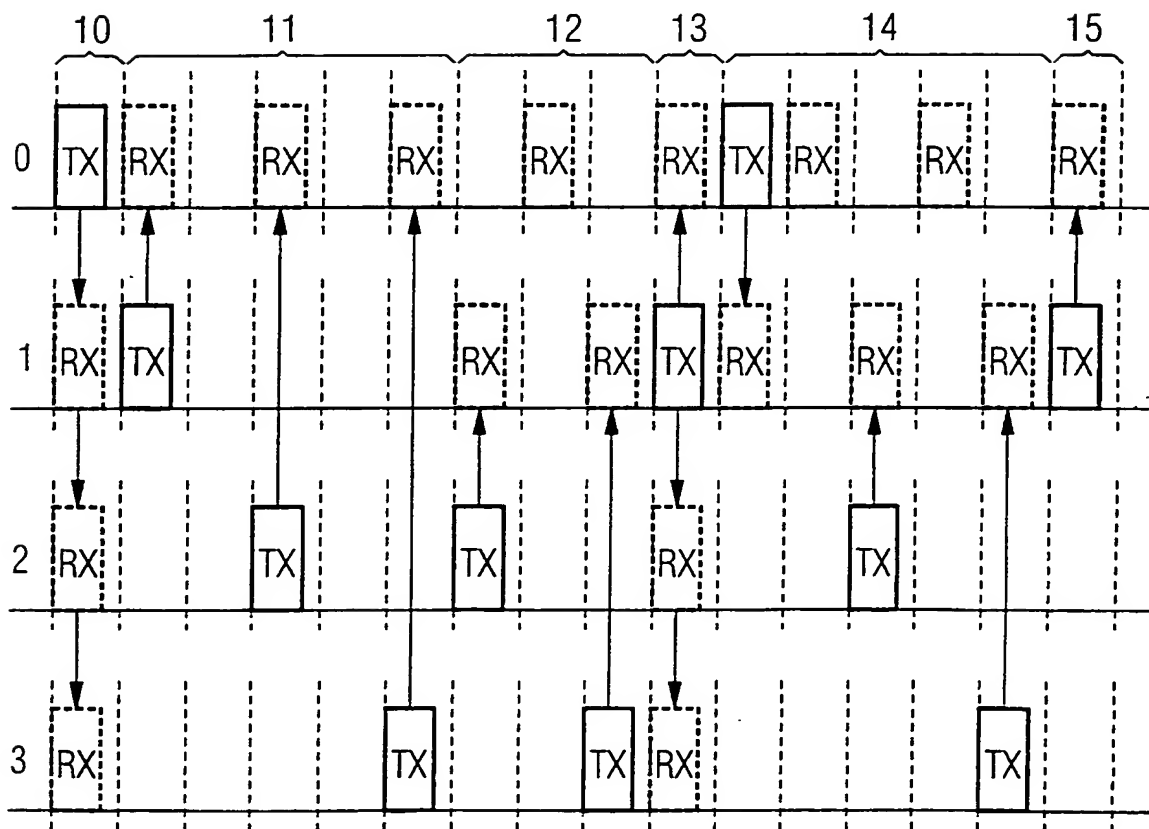 10 11 12 13 14 15
0 TX RX RX RX RX RX TX RX RX RX
1 RX TX RX RX TX RX RX RX TX
2 RX TX TX RX TX
3 RX TX TX RX TX